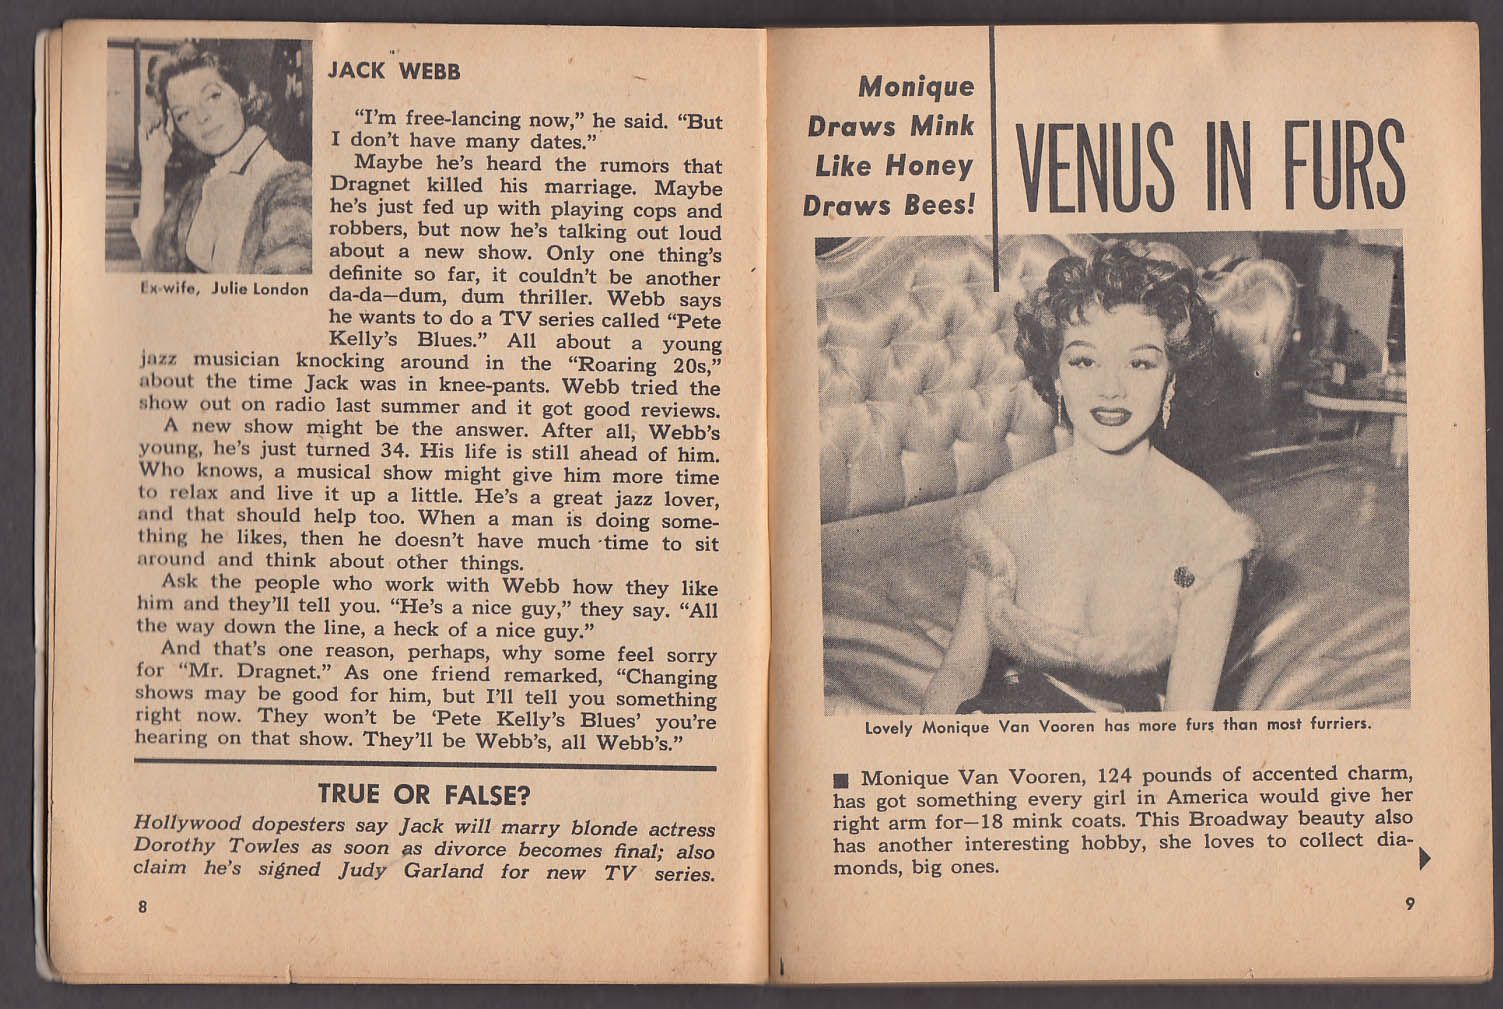 JACK WEBB
Ex-wife, Julie London
"I'm free-lancing now," he said. "But
I don't have many dates."
Maybe he's heard the rumors that
Dragnet killed his marriage. Maybe
he's just fed up with playing cops and
robbers, but now he's talking out loud
about a new show. Only one thing's
definite so far, it couldn't be another
da-da—dum, dum thriller. Webb says
he wants to do a TV series called "Pete
Kelly's Blues." All about a young
jazz musician knocking around in the "Roaring 20s,"
about the time Jack was in knee-pants. Webb tried the
show out on radio last summer and it got good reviews.
A new show might be the answer. After all, Webb's
young, he's just turned 34. His life is still ahead of him.
Who knows, a musical show might give him more time
to relax and live it up a little. He's a great jazz lover,
and that should help too. When a man is doing some-
thing he likes, then he doesn't have much time to sit
around and think about other things.
Ask the people who work with Webb how they like
him and they'll tell you. "He's a nice guy," they say. "All
the way down the line, a heck of a nice guy."
And that's one reason, perhaps, why some feel sorry
for "Mr. Dragnet." As one friend remarked, "Changing
shows may be good for him, but I'll tell you something
right now. They won't be 'Pete Kelly's Blues' you're
hearing on that show. They'll be Webb's, all Webb's."
TRUE OR FALSE?
Hollywood dopesters say Jack will marry blonde actress
Dorothy Towles as soon as divorce becomes final; also
claim he's signed Judy Garland for new TV series.
8
Monique
Draws Mink
Like Honey
Draws Bees!
VENUS IN FURS
Lovely Monique Van Vooren has more furs than most furriers.
■ Monique Van Vooren, 124 pounds of accented charm,
has got something every girl in America would give her
right arm for—18 mink coats. This Broadway beauty also
has another interesting hobby, she loves to collect dia-
monds, big ones.
9